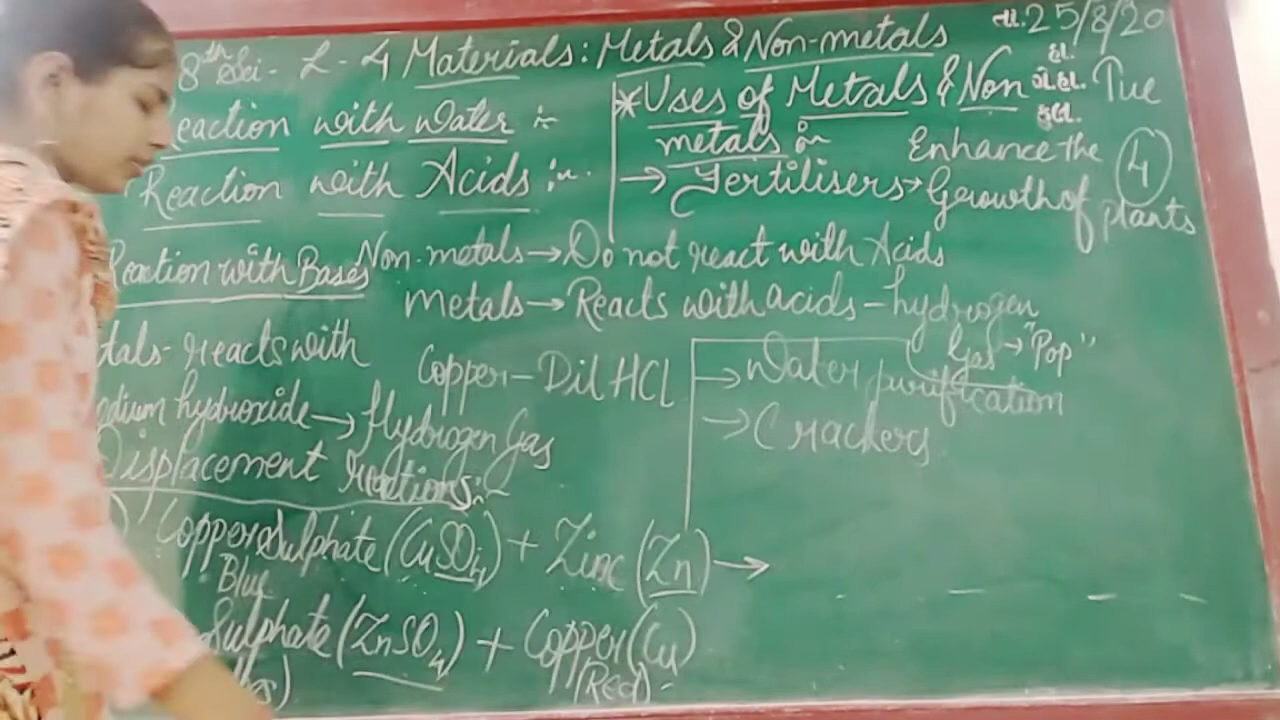 8th Sci - L - 4 Materials: Metals & Non-metals
તા. 25/8/20
હા.
ગે.હા. Tue
કુલ.
eaction with Water :-
Reaction with Acids :-
* Uses of Metals & Non
metals :-
→ Fertilisers → Enhance the
Growth of plants
4
Reaction with Bases
Non-metals → Do not react with Acids
Metals → Reacts with acids - hydrogen
Gas → "Pop"
tals - reacts with
dium hydroxide → Hydrogen Gas
Copper - Dil HCl
→ Water purification
→ Crackers
Displacement reactions :-
) Copper Sulphate (CuSO4) + Zinc (Zn) →
Blue
Sulphate (ZnSO4) + Copper (Cu)
(Red)